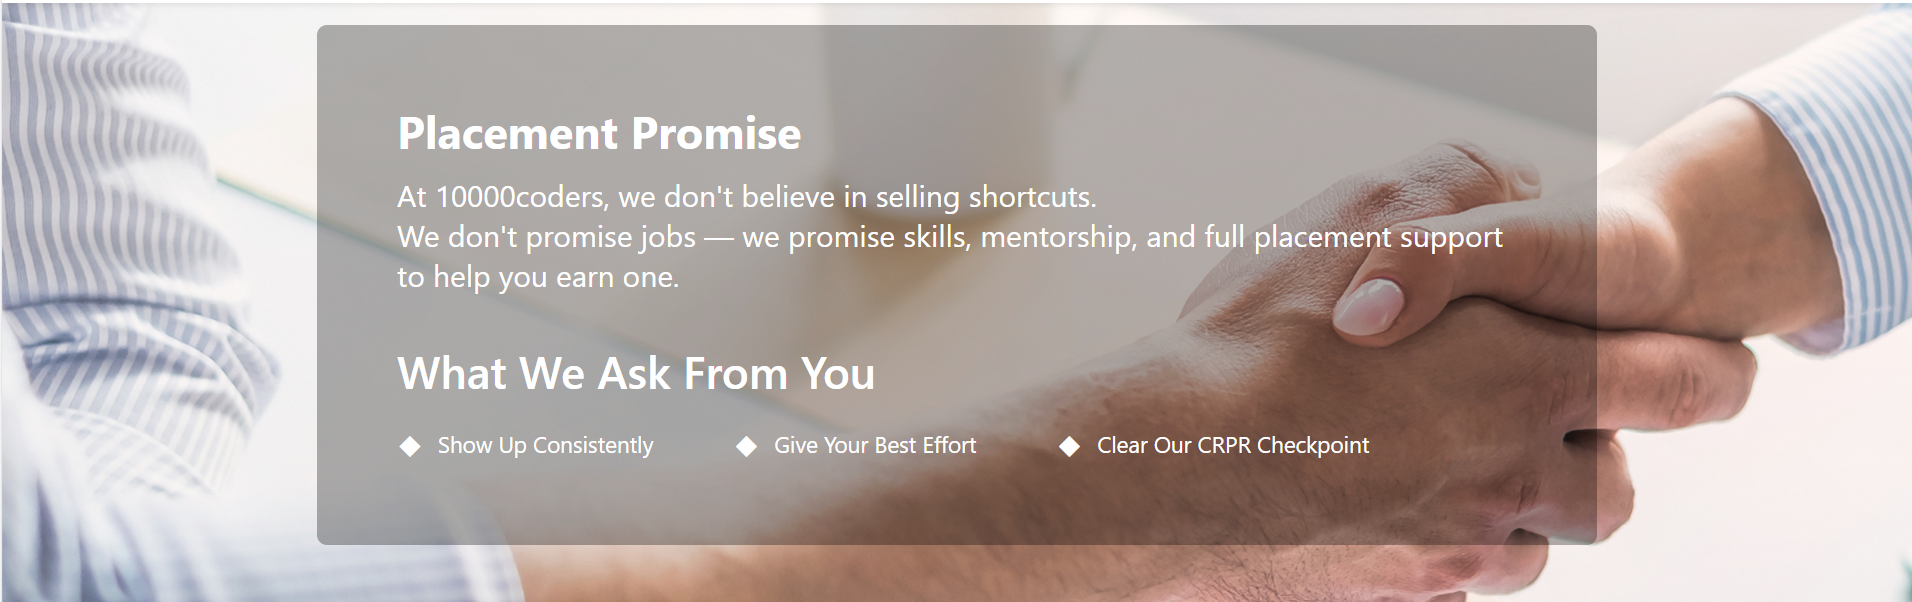 Placement Promise
At 10000coders, we don't believe in selling shortcuts.
We don't promise jobs — we promise skills, mentorship, and full placement support
to help you earn one.
What We Ask From You
◆ Show Up Consistently ◆ Give Your Best Effort ◆ Clear Our CRPR Checkpoint